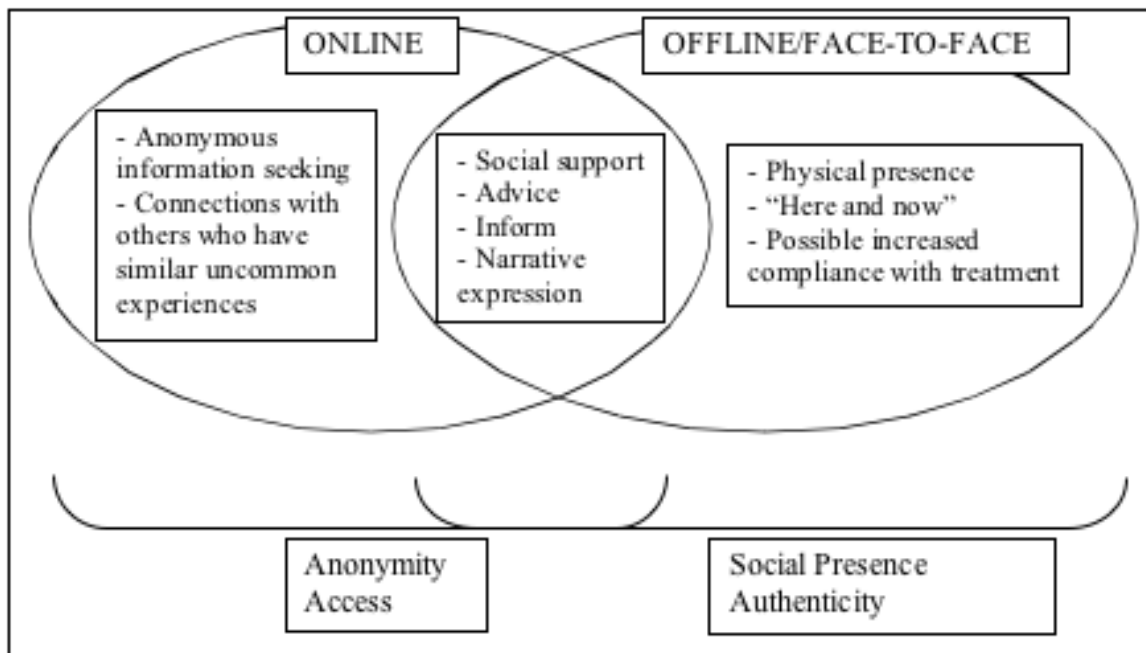 ONLINE
OFFLINE/FACE-TO-FACE
- Anonymous
information seeking
- Connections with
others who have
similar uncommon
experiences
- Social support
- Advice
- Inform
- Narrative
expression
- Physical presence
- “Here and now”
- Possible increased
compliance with treatment
Anonymity
Access
Social Presence
Authenticity